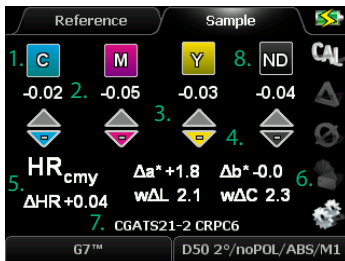 Reference Sample
1. C M Y 8. ND CAL
-0.02 2. -0.05 -0.03 -0.04
3.
4.
HRcmy Δa* +1.8 Δb* -0.0
5. 6.
ΔHR +0.04 wΔL 2.1 wΔC 2.3
7. CGATS21-2 CRPC6
G7™ D50 2°/noPOL/ABS/M1